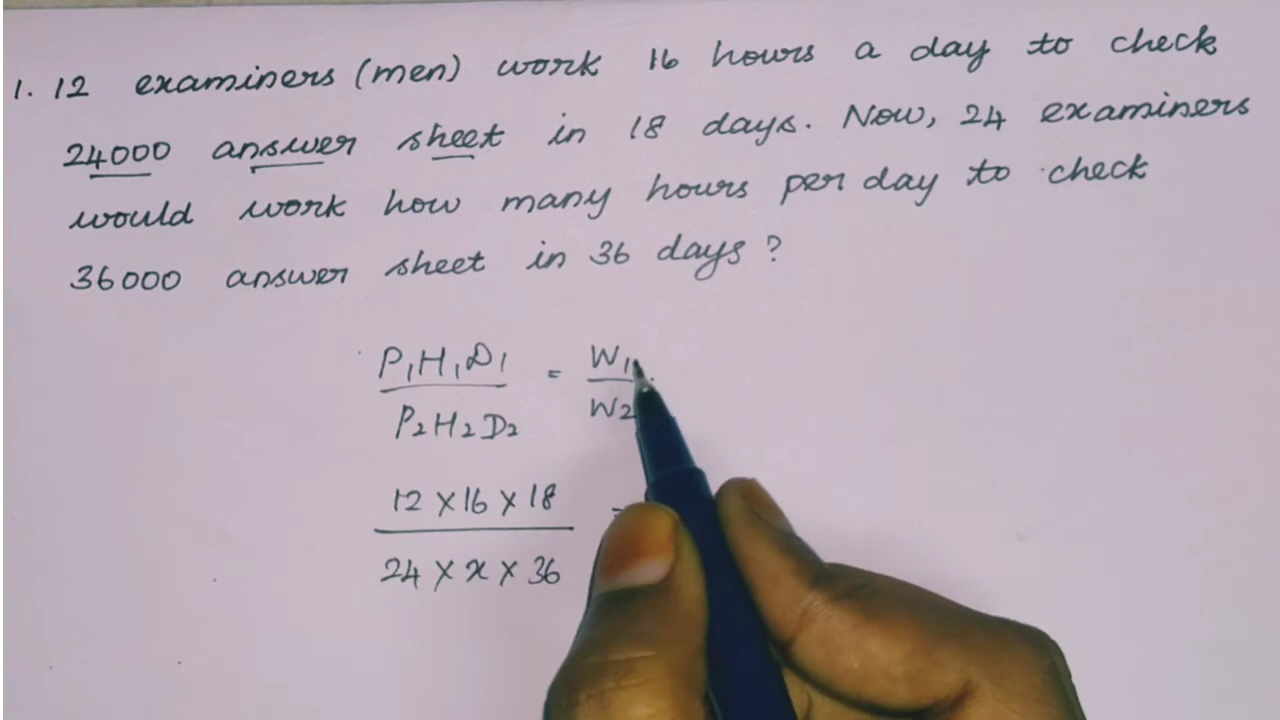 1. 12 examiners (men) work 16 hours a day to check
24000 answer sheet in 18 days. Now, 24 examiners
would work how many hours per day to check
36000 answer sheet in 36 days?
P₁H₁D₁ = W₁
P₂H₂D₂ W₂
12 × 16 × 18 =
24 × x × 36